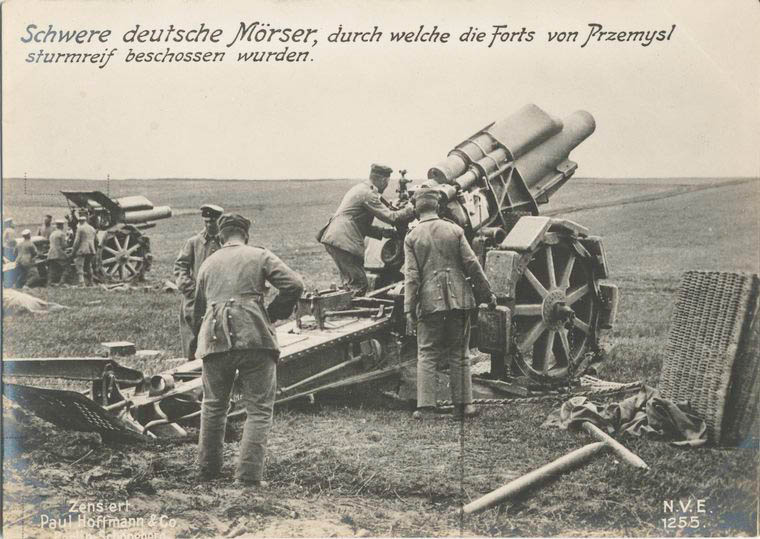 Schwere deutsche Mörser, durch welche die Forts von Przemysl
sturmreif beschossen wurden.
Zensiert
Paul Hoffmann & Co.
N.V.E.
1255.